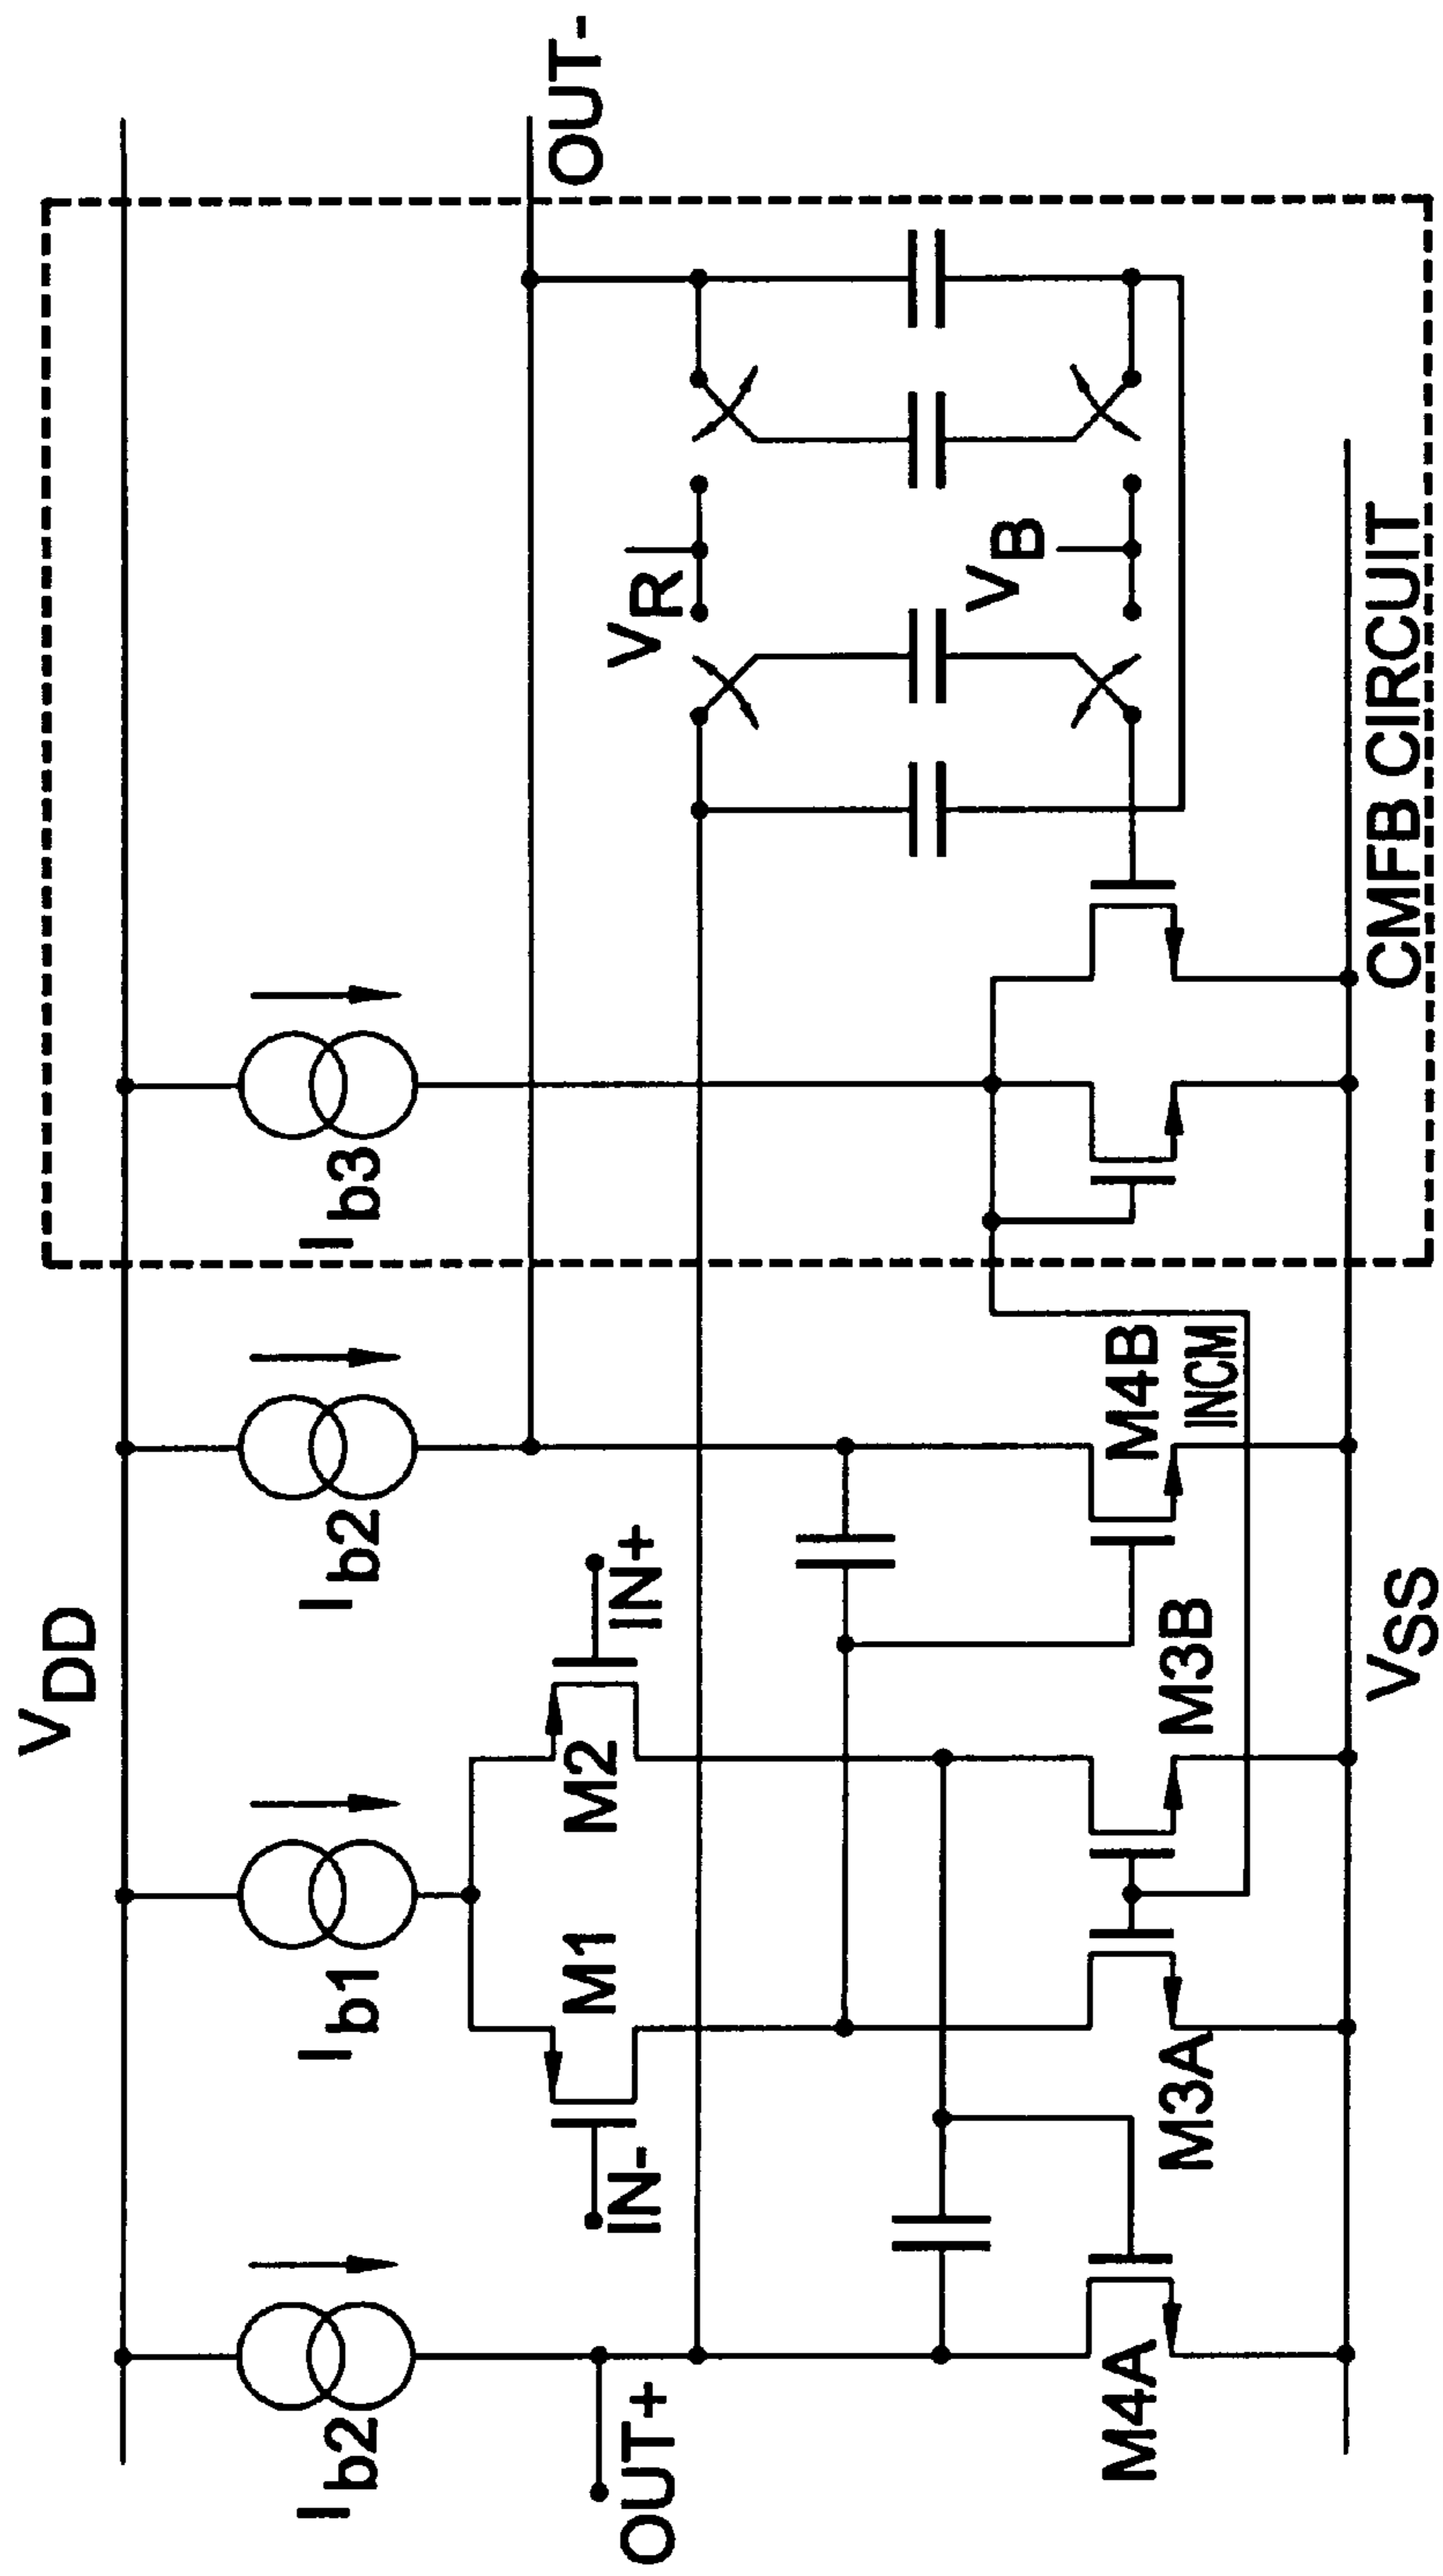 VDD
Ib2
Ib1
Ib2
Ib3
OUT-
IN-
M1
M2
IN+
OUT+
VR
VB
M4A
M3A
M3B
M4B
INCM
VSS
CMFB CIRCUIT